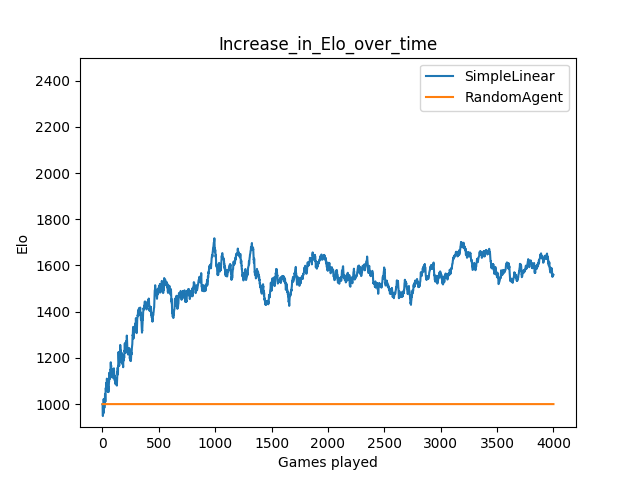 Increase_in_Elo_over_time
SimpleLinear
RandomAgent
2400
2200
2000
1800
1600
1400
1200
1000
Elo
0 500 1000 1500 2000 2500 3000 3500 4000
Games played